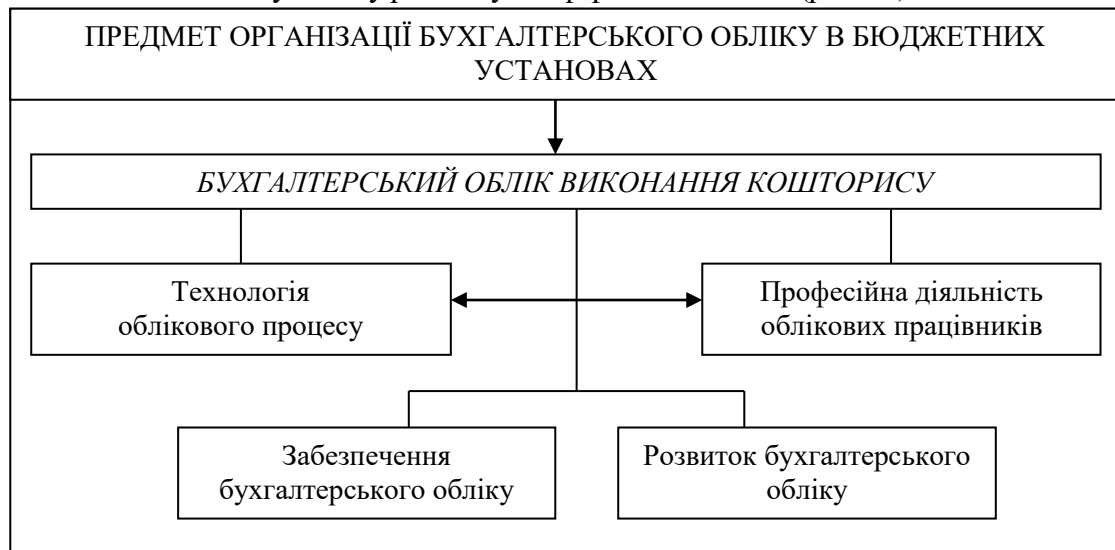 ПРЕДМЕТ ОРГАНІЗАЦІЇ БУХГАЛТЕРСЬКОГО ОБЛІКУ В БЮДЖЕТНИХ
УСТАНОВАХ
БУХГАЛТЕРСЬКИЙ ОБЛІК ВИКОНАННЯ КОШТОРИСУ
Технологія
облікового процесу
Професійна діяльність
облікових працівників
Забезпечення
бухгалтерського обліку
Розвиток бухгалтерського
обліку